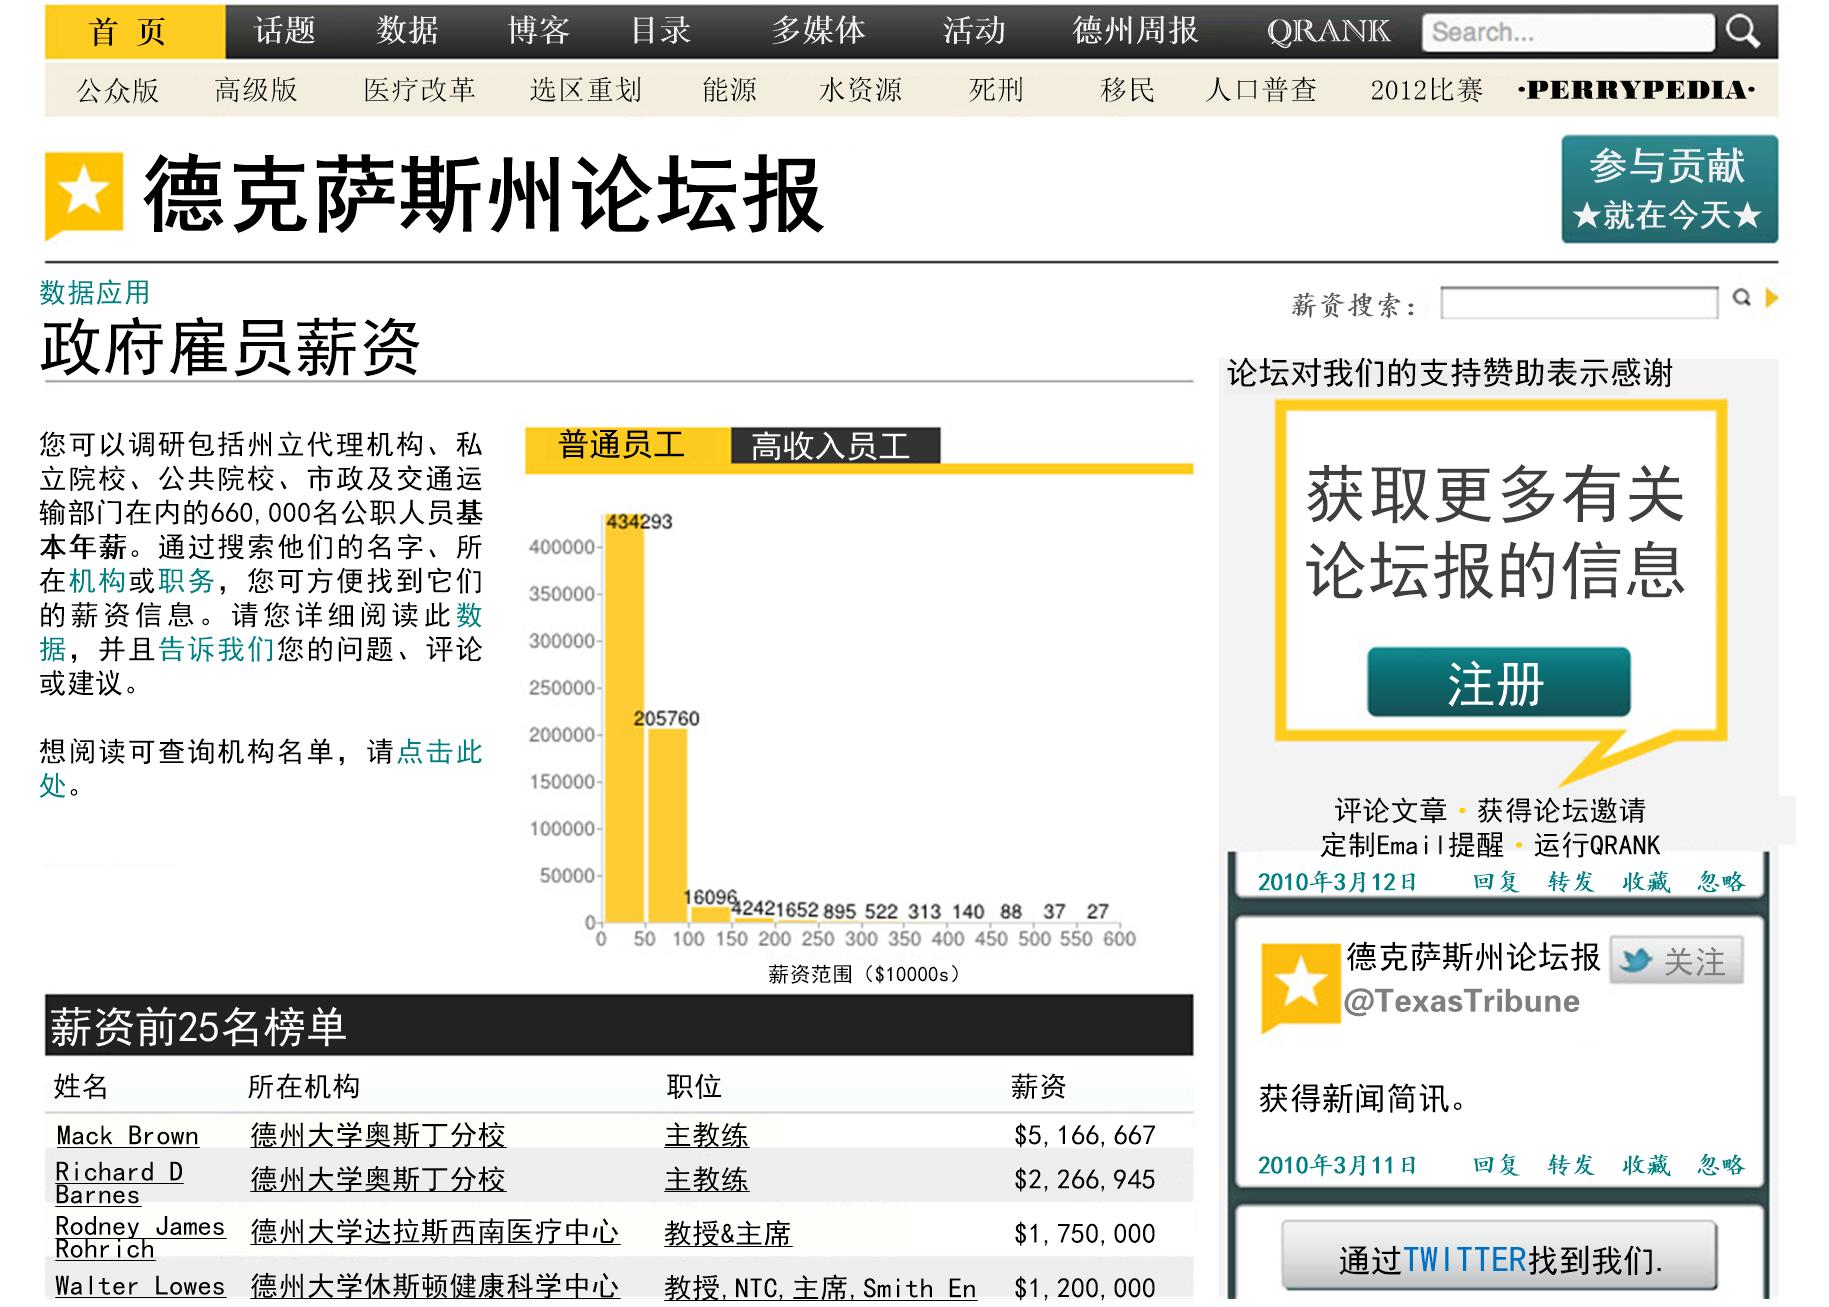 首 页 话题 数据 博客 目录 多媒体 活动 德州周报 QRANK Search...
公众版 高级版 医疗改革 选区重划 能源 水资源 死刑 移民 人口普查 2012比赛 ·PERRYPEDIA·
德克萨斯州论坛报
参与贡献
★就在今天★
数据应用
政府雇员薪资
薪资搜索：
您可以调研包括州立代理机构、私
立院校、公共院校、市政及交通运
输部门在内的660,000名公职人员基
本年薪。通过搜索他们的名字、所
在机构或职务，您可方便找到它们
的薪资信息。请您详细阅读此数
据，并且告诉我们您的问题、评论
或建议。
想阅读可查询机构名单，请点击此
处。
普通员工 高收入员工
434293
400000
350000
300000
250000
205760
200000
150000
100000
50000
16096 4242 1652 895 522 313 140 88 37 27
0
0 50 100 150 200 250 300 350 400 450 500 550 600
薪资范围（$10000s）
薪资前25名榜单
姓名 所在机构 职位 薪资
Mack Brown 德州大学奥斯丁分校 主教练 $5,166,667
Richard D
Barnes 德州大学奥斯丁分校 主教练 $2,266,945
Rodney James
Rohrich 德州大学达拉斯西南医疗中心 教授&主席 $1,750,000
Walter Lowes 德州大学休斯顿健康科学中心 教授,NTC,主席,Smith En $1,200,000
论坛对我们的支持赞助表示感谢
获取更多有关
论坛报的信息
注册
评论文章·获得论坛邀请
定制Email提醒·运行QRANK
2010年3月12日 回复 转发 收藏 忽略
德克萨斯州论坛报 关注
@TexasTribune
获得新闻简讯。
2010年3月11日 回复 转发 收藏 忽略
通过TWITTER找到我们.